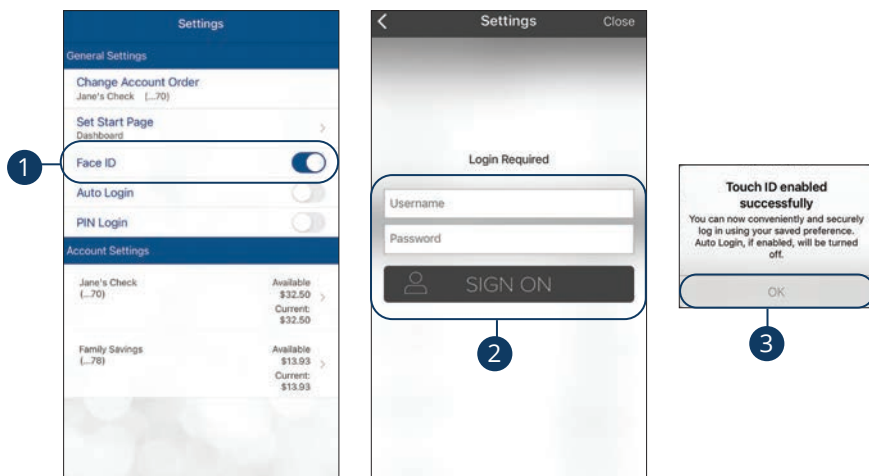 Settings
General Settings
Change Account Order
Jane's Check (...70)
Set Start Page
Dashboard
1
Face ID
Auto Login
PIN Login
Account Settings
Jane's Check
(...70)
Available
$32.50
Current:
$32.50
Family Savings
(...78)
Available
$13.93
Current:
$13.93
Settings
Close
Login Required
Username
Password
SIGN ON
2
Touch ID enabled
successfully
You can now conveniently and securely
log in using your saved preference.
Auto Login, if enabled, will be turned
off.
OK
3